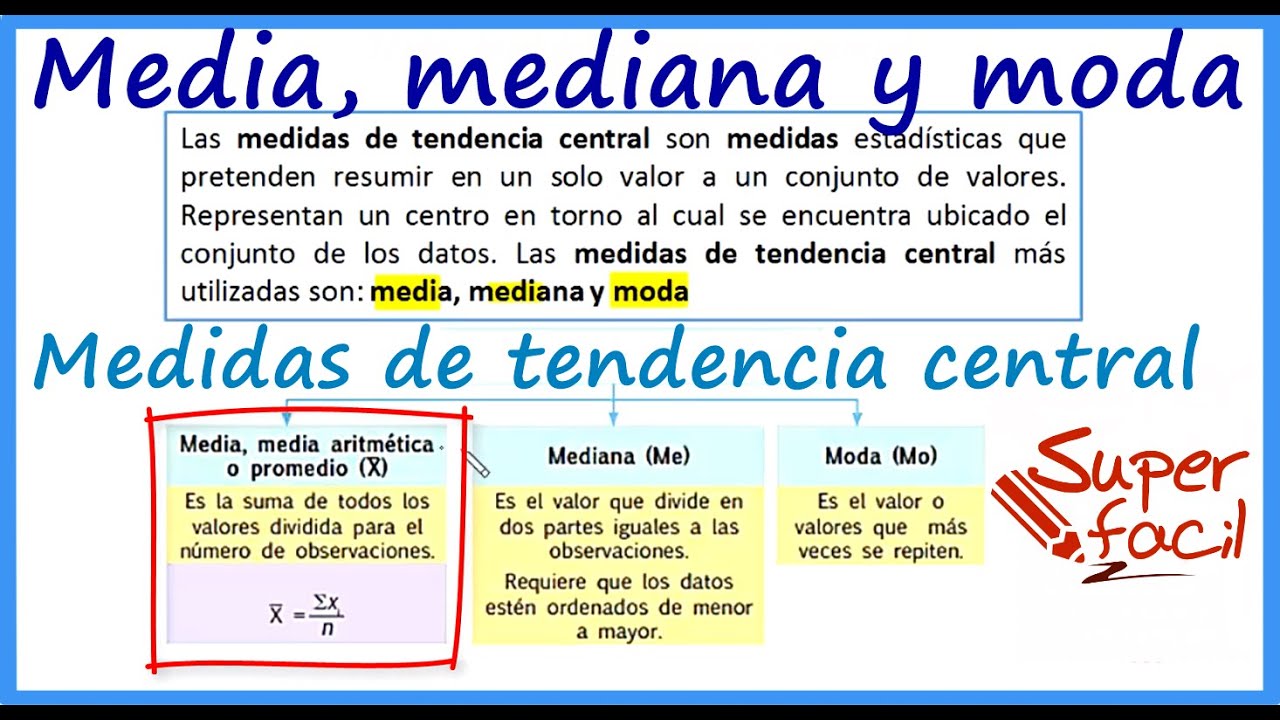 Media, mediana y moda
Las medidas de tendencia central son medidas estadísticas que
pretenden resumir en un solo valor a un conjunto de valores.
Representan un centro en torno al cual se encuentra ubicado el
conjunto de los datos. Las medidas de tendencia central más
utilizadas son: media, mediana y moda
Medidas de tendencia central
Media, media aritmética
o promedio (X̅)
Es la suma de todos los
valores dividida para el
número de observaciones.
X̅ = Σxᵢ / n
Mediana (Me)
Es el valor que divide en
dos partes iguales a las
observaciones.
Requiere que los datos
estén ordenados de menor
a mayor.
Moda (Mo)
Es el valor o
valores que más
veces se repiten.
Super
facil